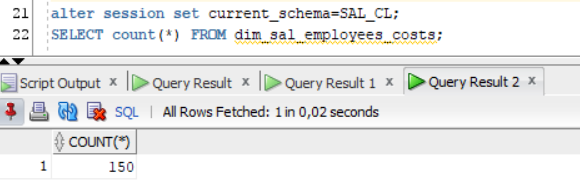 21 alter session set current_schema=SAL_CL;
22 SELECT count(*) FROM dim_sal_employees_costs;
Script Output x Query Result x Query Result 1 x Query Result 2 x
SQL | All Rows Fetched: 1 in 0,02 seconds
COUNT(*)
1 150